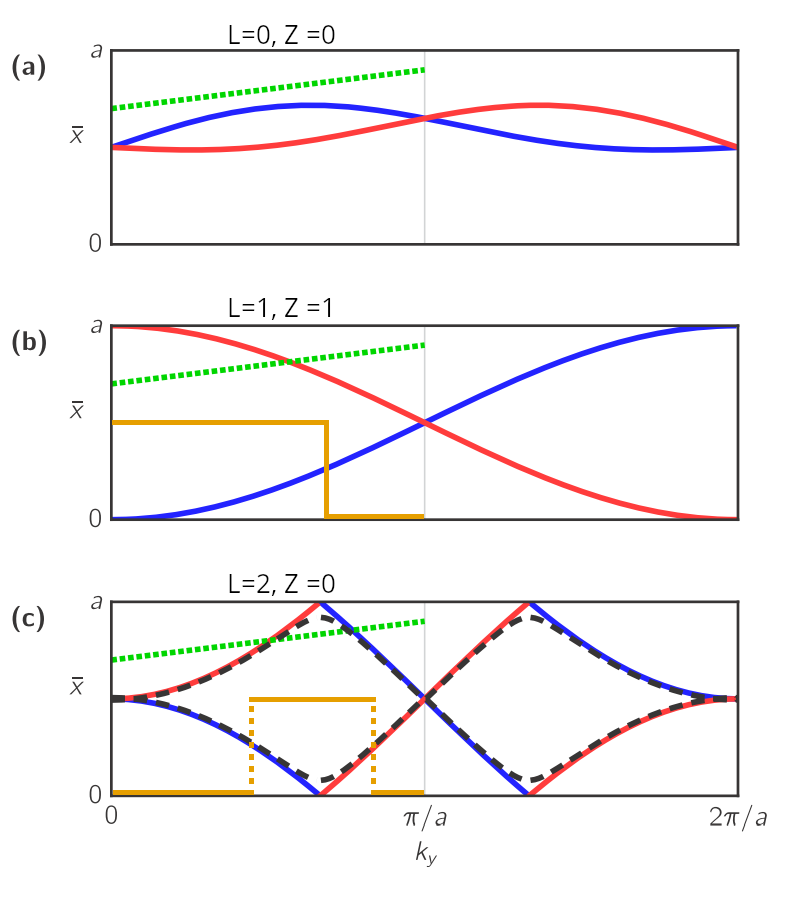 L=0, Z =0
(a)
a
x̄
0
L=1, Z =1
(b)
a
x̄
0
L=2, Z =0
(c)
a
x̄
0
0
π/a
2π/a
k_y